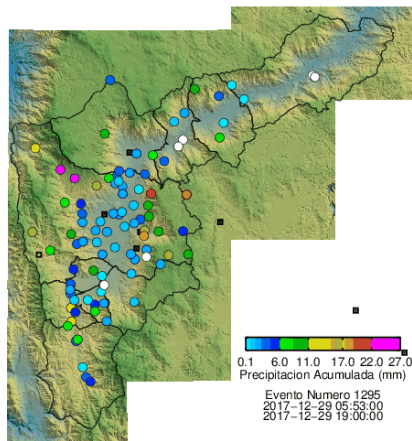 0.1 6.0 11.0 17.0 22.0 27.0
Precipitacion Acumulada (mm)
Evento Numero 1295
2017-12-29 05:53:00
2017-12-29 19:00:00